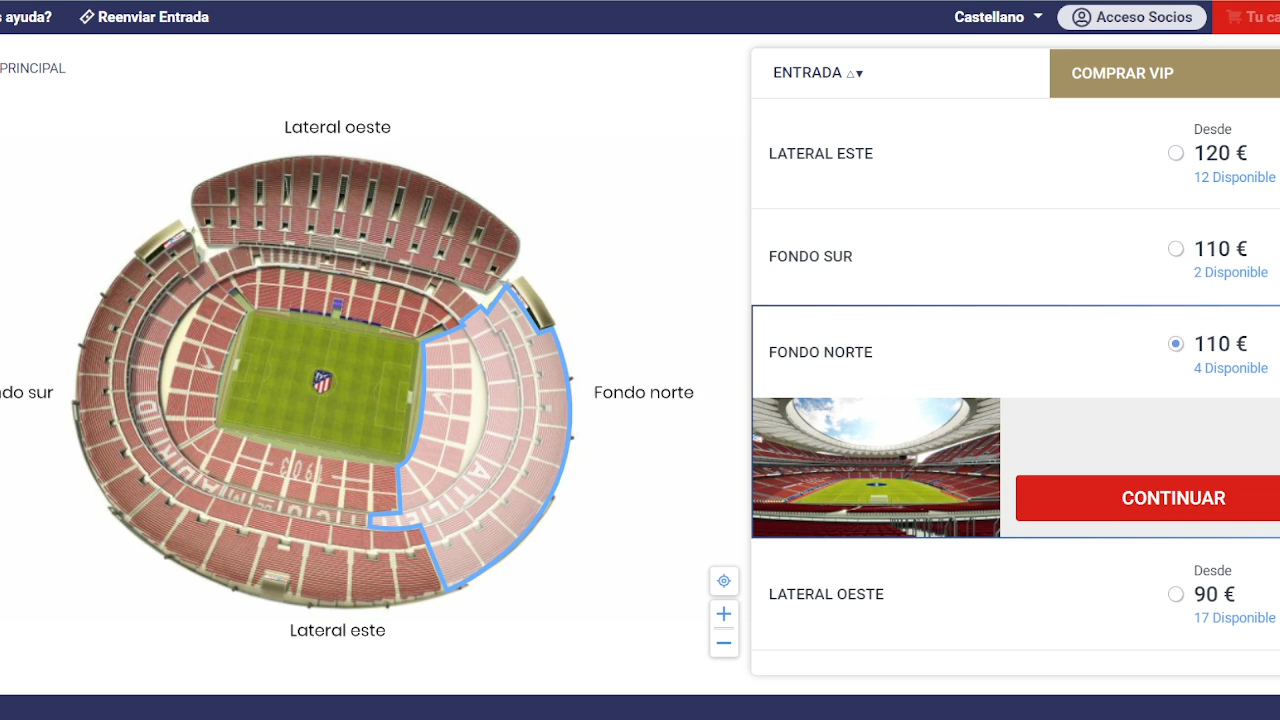 s ayuda?
Reenviar Entrada
Castellano
Acceso Socios
Tu ca
PRINCIPAL
Lateral oeste
do sur
Fondo norte
Lateral este
ENTRADA
COMPRAR VIP
LATERAL ESTE
Desde
120 €
12 Disponible
FONDO SUR
110 €
2 Disponible
FONDO NORTE
110 €
4 Disponible
CONTINUAR
LATERAL OESTE
Desde
90 €
17 Disponible